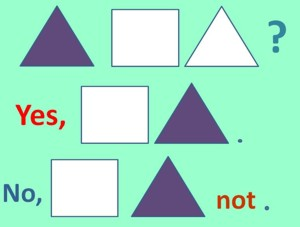 ?
Yes, .
No, not .